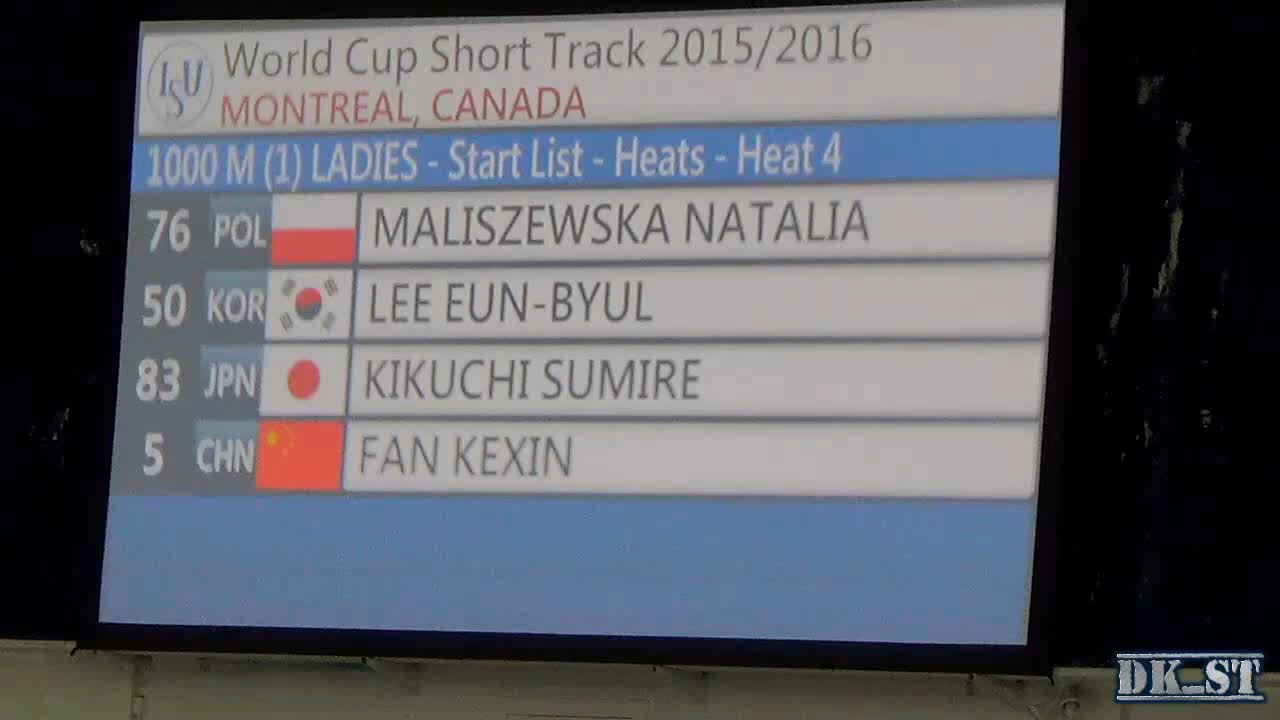 ISU
World Cup Short Track 2015/2016
MONTREAL, CANADA
1000 M (1) LADIES - Start List - Heats - Heat 4
76 POL MALISZEWSKA NATALIA
50 KOR LEE EUN-BYUL
83 JPN KIKUCHI SUMIRE
5 CHN FAN KEXIN
DK_ST